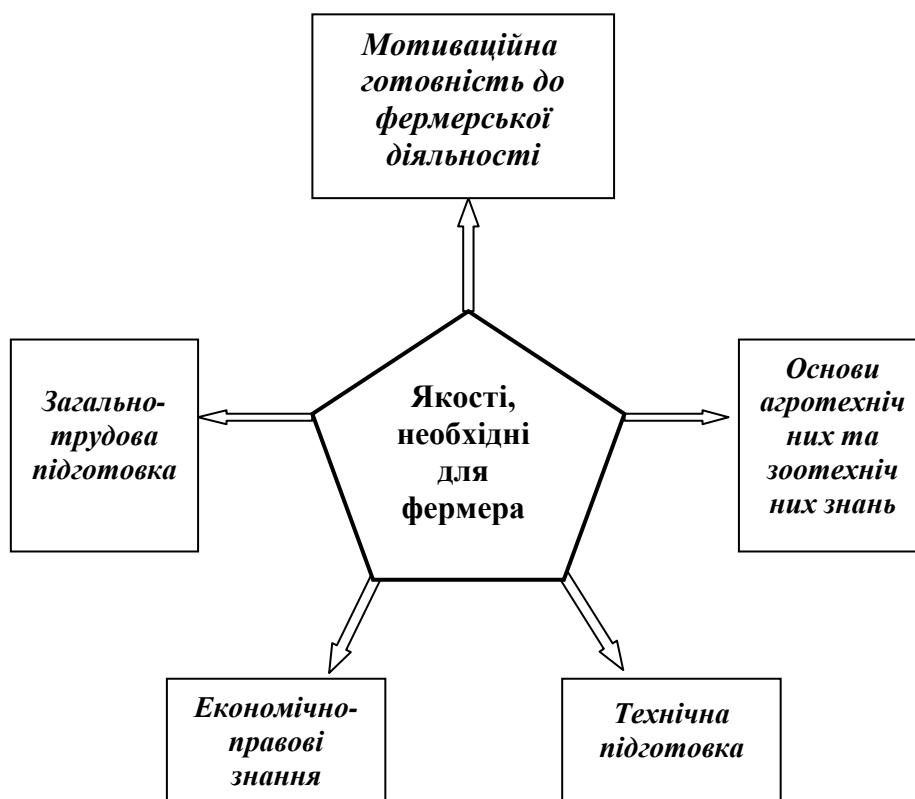 Мотиваційна
готовність до
фермерської
діяльності
Загально-
трудова
підготовка
Якості,
необхідні
для
фермера
Основи
агротехніч
них та
зоотехніч
них знань
Економічно-
правові
знання
Технічна
підготовка